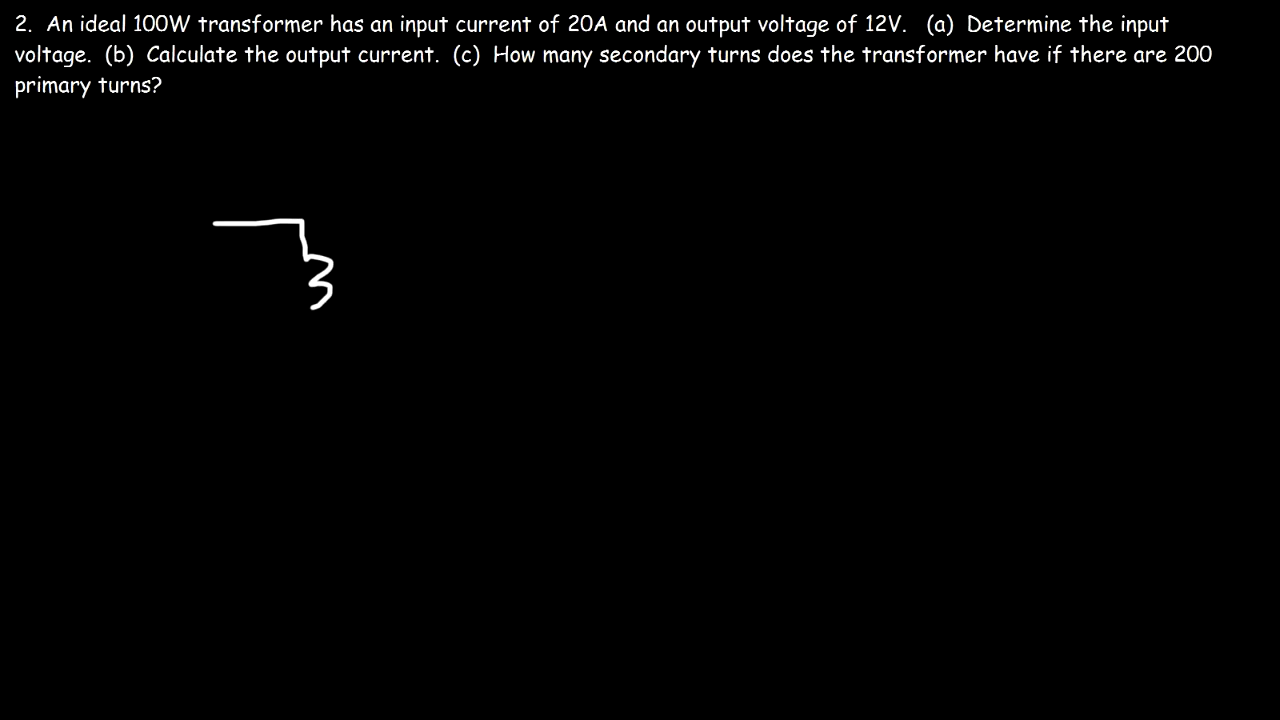 2.  An ideal 100W transformer has an input current of 20A and an output voltage of 12V.   (a)  Determine the input
voltage.  (b)  Calculate the output current.  (c)  How many secondary turns does the transformer have if there are 200
primary turns?